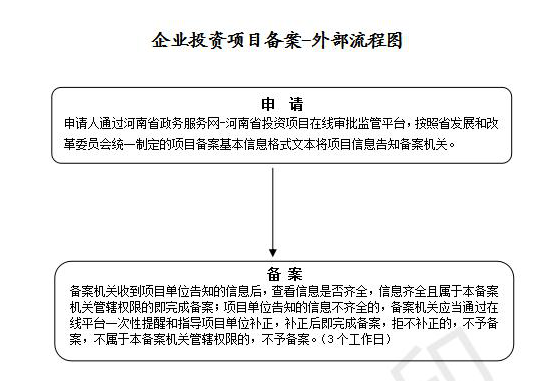 企业投资项目备案-外部流程图
申 请
申请人通过河南省政务服务网-河南省投资项目在线审批监管平台，按照省发展和改
革委员会统一制定的项目备案基本信息格式文本将项目信息告知备案机关。
备 案
备案机关收到项目单位告知的信息后，查看信息是否齐全，信息齐全且属于本备案
机关管辖权限的即完成备案；项目单位告知的信息不齐全的，备案机关应当通过在
线平台一次性提醒和指导项目单位补正，补正后即完成备案，拒不补正的，不予备
案，不属于本备案机关管辖权限的，不予备案。（3个工作日）